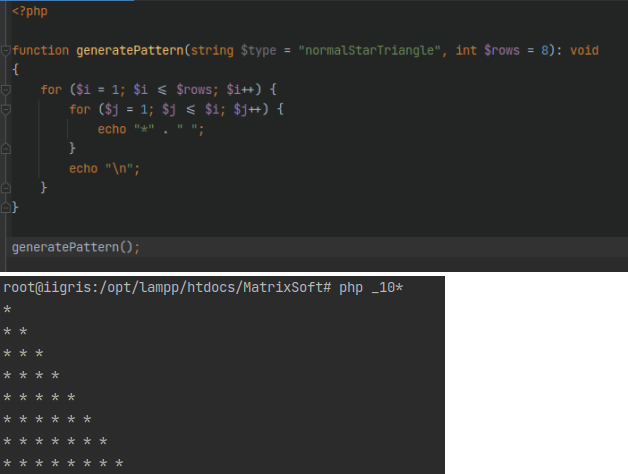 <?php
function generatePattern(string $type = "normalStarTriangle", int $rows = 8): void
{
    for ($i = 1; $i <= $rows; $i++) {
        for ($j = 1; $j <= $i; $j++) {
            echo "*" . " ";
        }
        echo "\n";
    }
}
generatePattern();
root@iigris:/opt/lampp/htdocs/MatrixSoft# php _10*
*
* *
* * *
* * * *
* * * * *
* * * * * *
* * * * * * *
* * * * * * * *